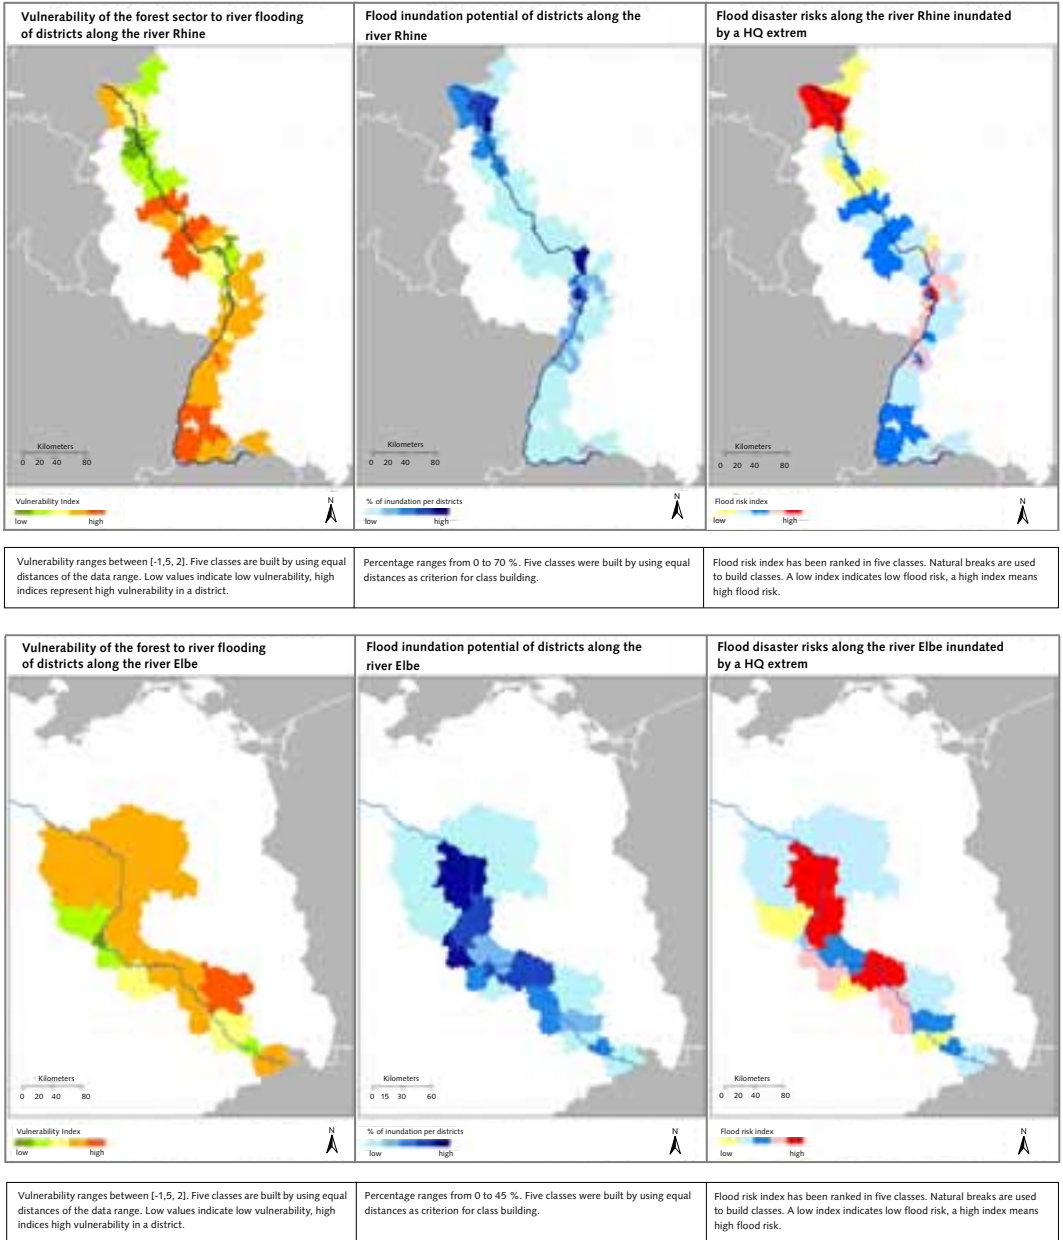 Vulnerability of the forest sector to river flooding
of districts along the river Rhine
Kilometers
0 20 40 80
Vulnerability Index
low high
N
Flood inundation potential of districts along the
river Rhine
Kilometers
0 20 40 80
% of inundation per districts
low high
N
Flood disaster risks along the river Rhine inundated
by a HQ extrem
Kilometers
0 20 40 80
Flood risk index
low high
N
Vulnerability ranges between [-1,5, 2]. Five classes are built by using equal
distances of the data range. Low values indicate low vulnerability, high
indices represent high vulnerability in a district.
Percentage ranges from 0 to 70 %. Five classes were built by using equal
distances as criterion for class building.
Flood risk index has been ranked in five classes. Natural breaks are used
to build classes. A low index indicates low flood risk, a high index means
high flood risk.
Vulnerability of the forest to river flooding
of districts along the river Elbe
Kilometers
0 20 40 80
Vulnerability Index
low high
N
Flood inundation potential of districts along the
river Elbe
Kilometers
0 15 30 60
% of inundation per districts
low high
N
Flood disaster risks along the river Elbe inundated
by a HQ extrem
Kilometers
0 20 40 80
Flood risk index
low high
N
Vulnerability ranges between [-1,5, 2]. Five classes are built by using equal
distances of the data range. Low values indicate low vulnerability, high
indices high vulnerability in a district.
Percentage ranges from 0 to 45 %. Five classes were built by using equal
distances as criterion for class building.
Flood risk index has been ranked in five classes. Natural breaks are used
to build classes. A low index indicates low flood risk, a high index means
high flood risk.